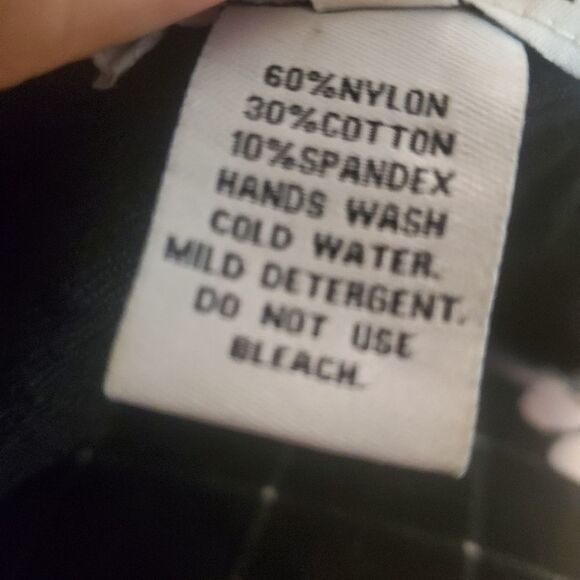 60%NYLON
30%COTTON
10%SPANDEX
HANDS WASH
COLD WATER.
MILD DETERGENT.
DO NOT USE
BLEACH.